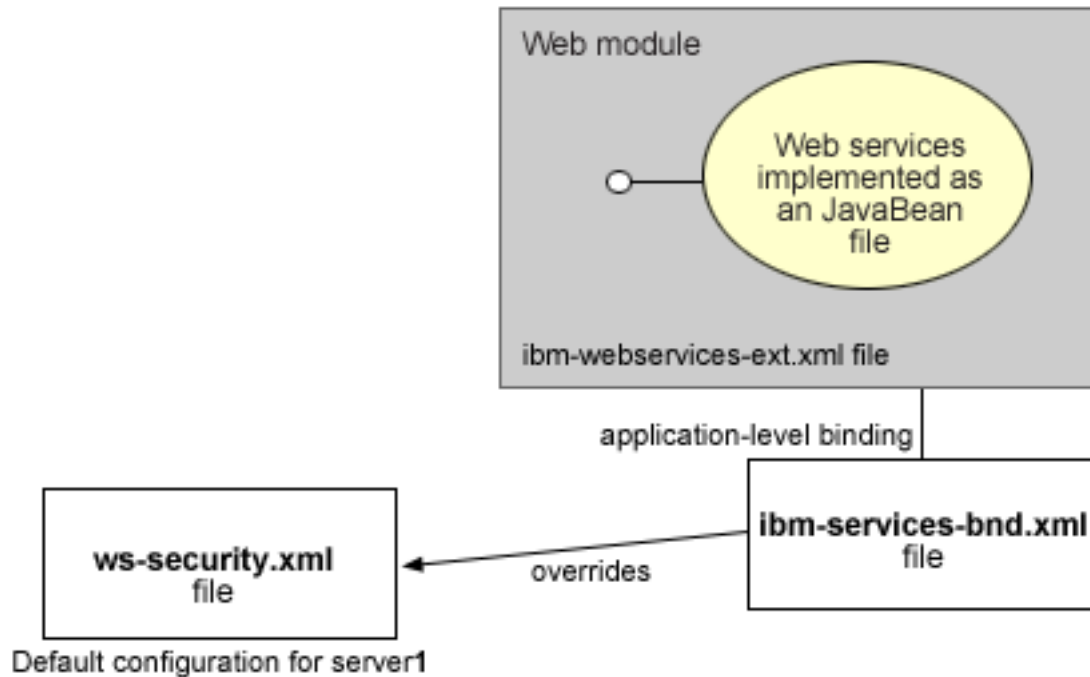 Web module
Web services
implemented as
an JavaBean
file
ibm-webservices-ext.xml file
application-level binding
ibm-services-bnd.xml
file
ws-security.xml
file
overrides
Default configuration for server1